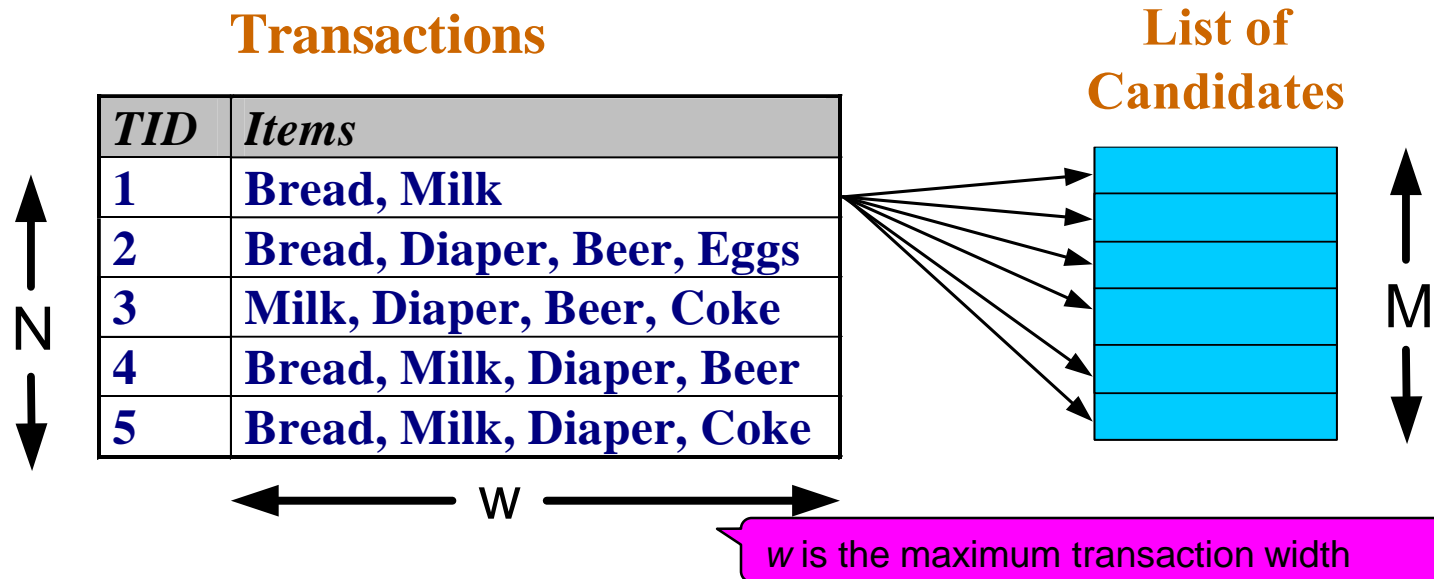 Transactions
List of
Candidates
TID Items
1 Bread, Milk
2 Bread, Diaper, Beer, Eggs
3 Milk, Diaper, Beer, Coke
4 Bread, Milk, Diaper, Beer
5 Bread, Milk, Diaper, Coke
N
M
w
w is the maximum transaction width